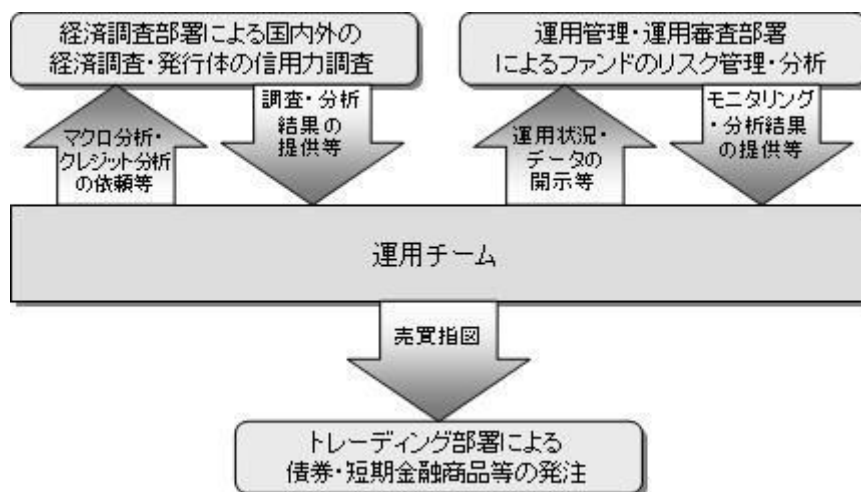 経済調査部署による国内外の
経済調査・発行体の信用力調査
運用管理・運用審査部署
によるファンドのリスク管理・分析
マクロ分析・
クレジット分析
の依頼等
調査・分析
結果の
提供等
運用状況・
データの
開示等
モニタリング
・分析結果
の提供等
運用チーム
売買指図
トレーディング部署による
債券・短期金融商品等の発注